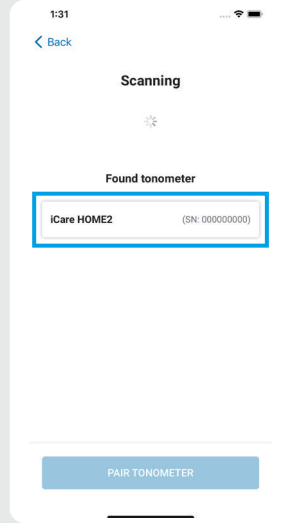 1:31
Back
Scanning
Found tonometer
iCare HOME2 (SN: 000000000)
PAIR TONOMETER